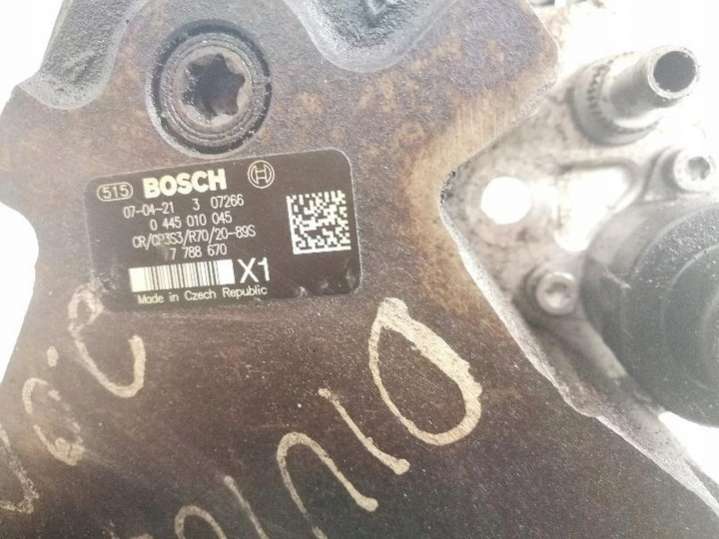 515 BOSCH
07-04-21 3 07266
0 445 010 045
CR/CP3S3/R70/20-89S
7 788 670
X1
Made in Czech Republic